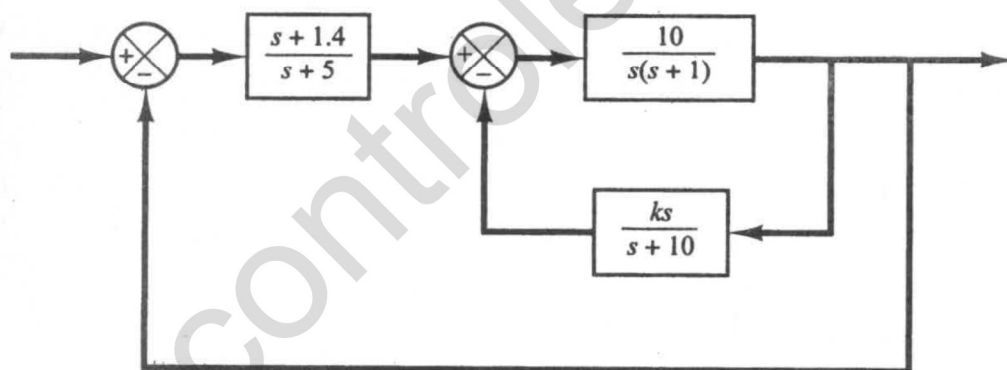 +
−
s + 1.4
s + 5
+
−
10
s(s + 1)
ks
s + 10
controle